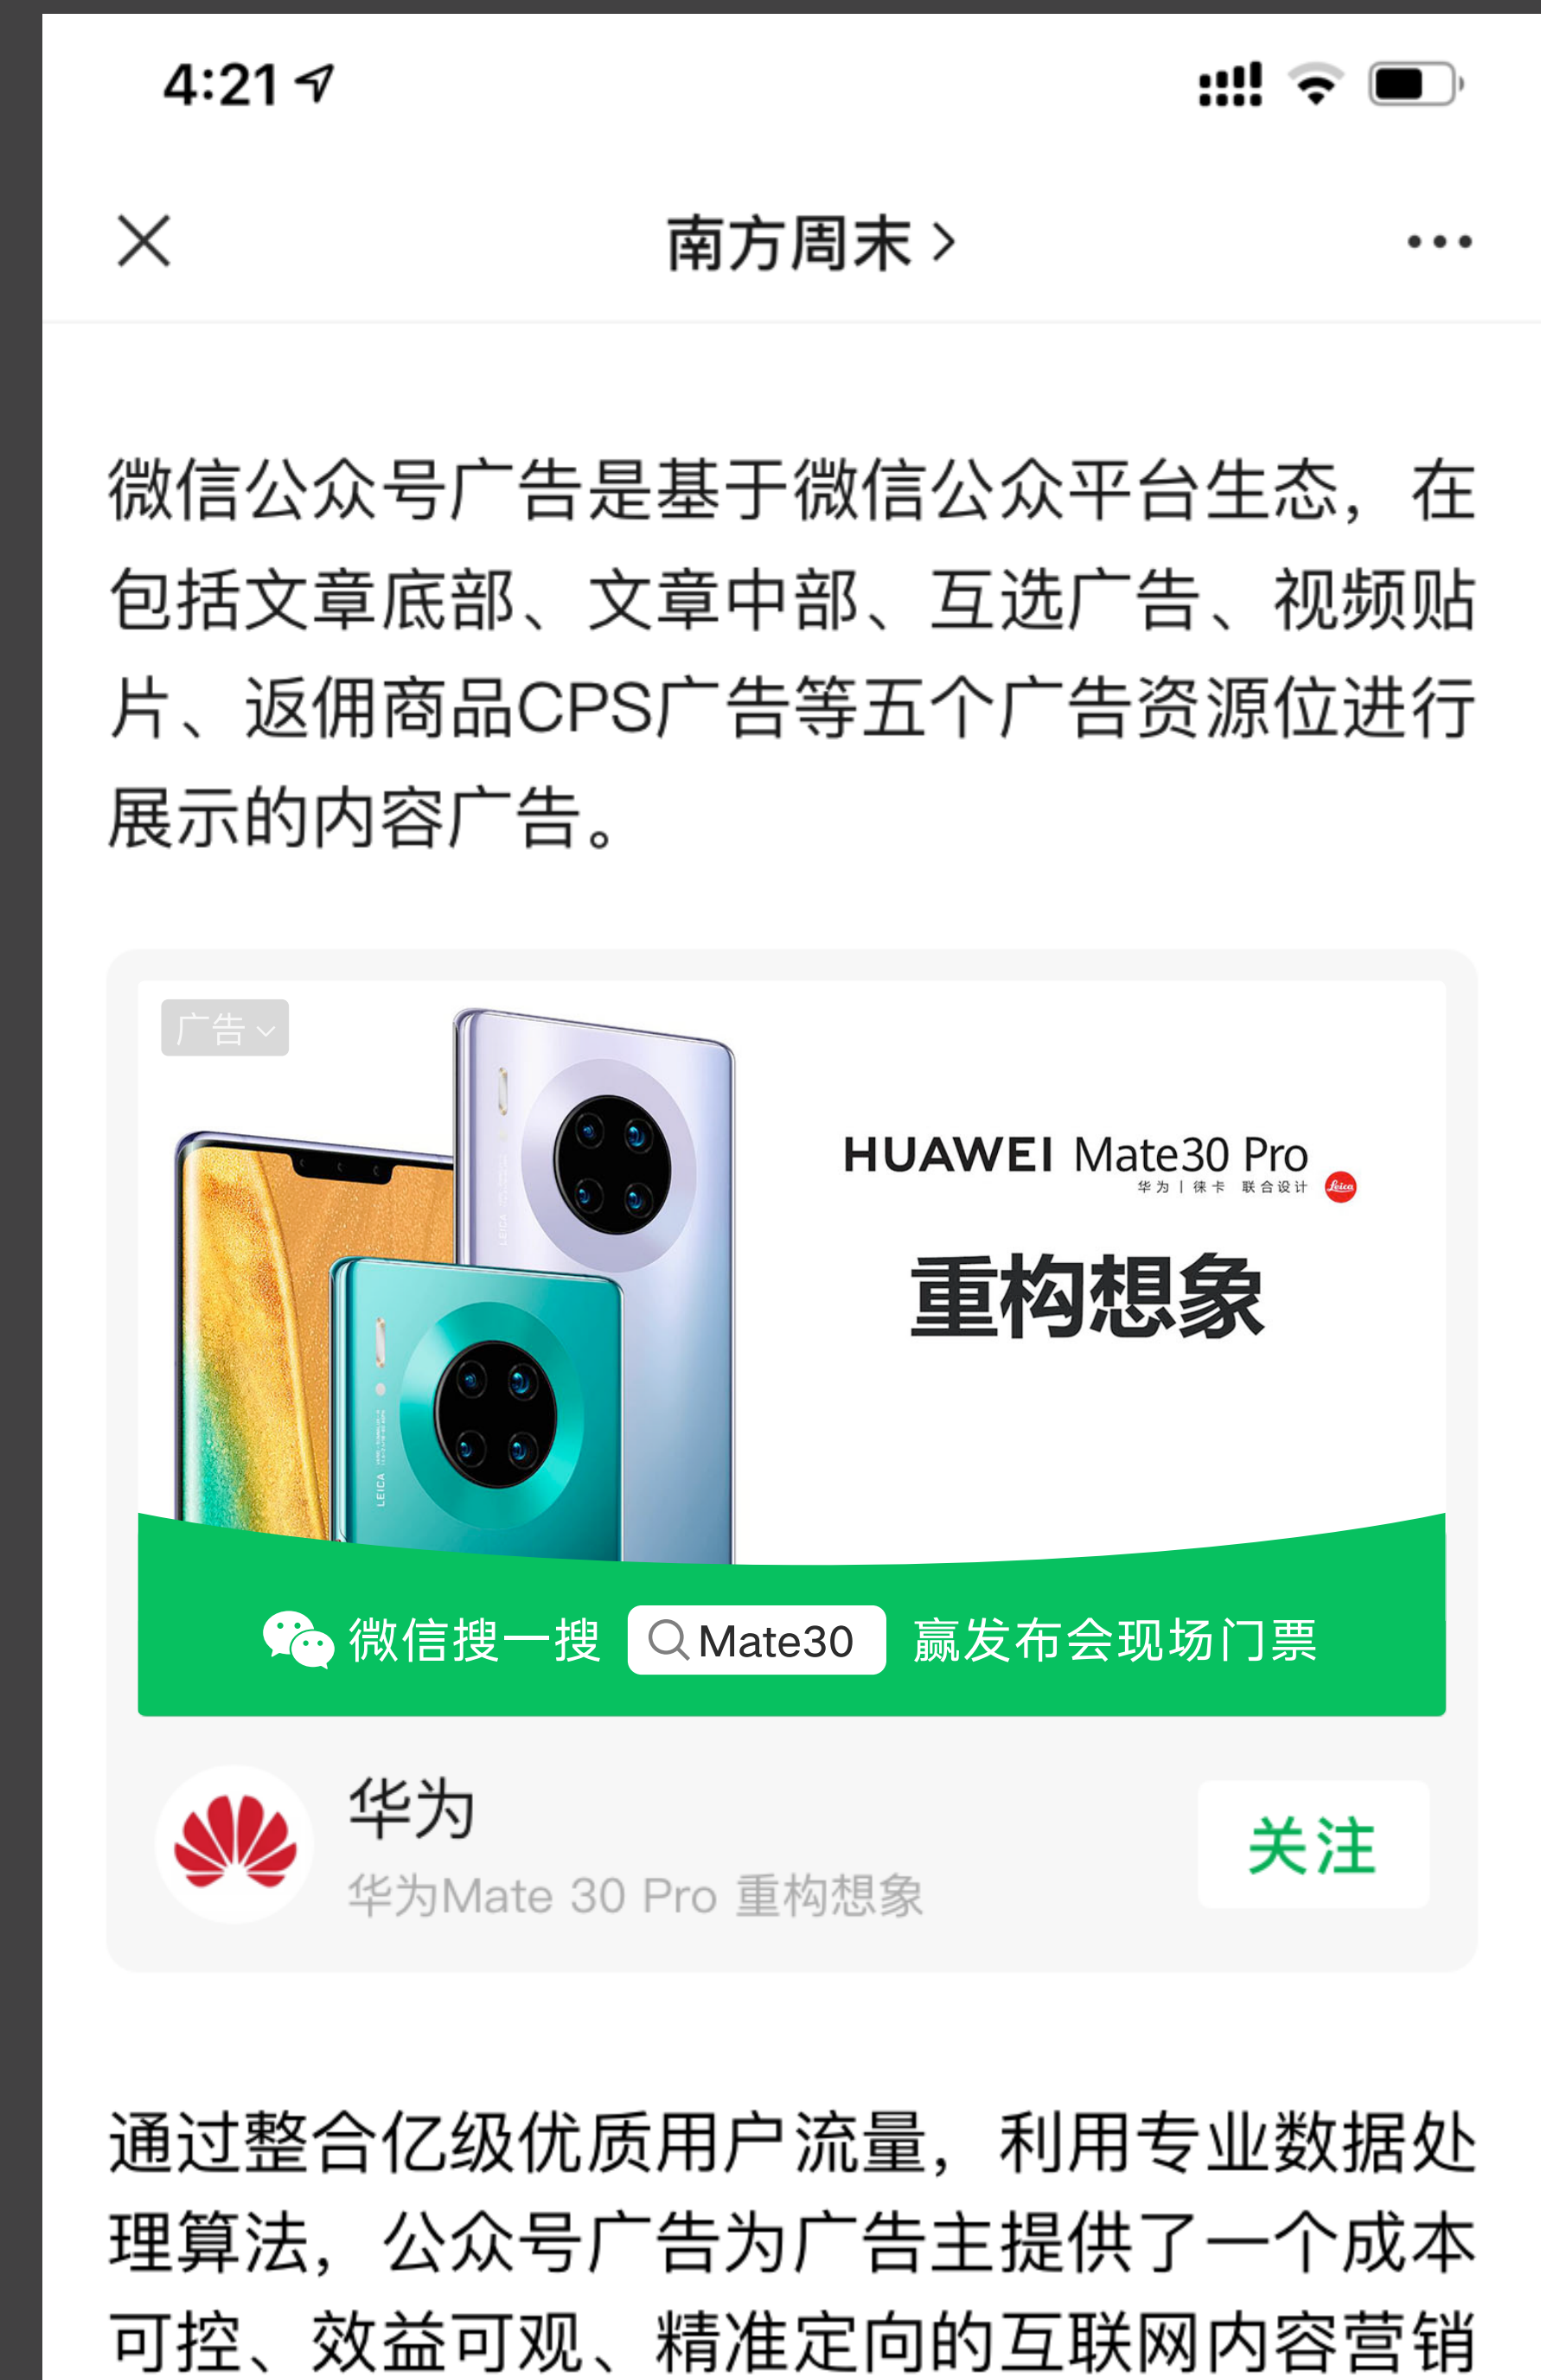 4:21
南方周末
微信公众号广告是基于微信公众平台生态，在
包括文章底部、文章中部、互选广告、视频贴
片、返佣商品CPS广告等五个广告资源位进行
展示的内容广告。
广告
HUAWEI Mate30 Pro
华为 | 徕卡 联合设计 Leica
重构想象
LEICA
LEICA
微信搜一搜 Mate30 赢发布会现场门票
华为
关注
华为Mate 30 Pro 重构想象
通过整合亿级优质用户流量，利用专业数据处
理算法，公众号广告为广告主提供了一个成本
可控、效益可观、精准定向的互联网内容营销